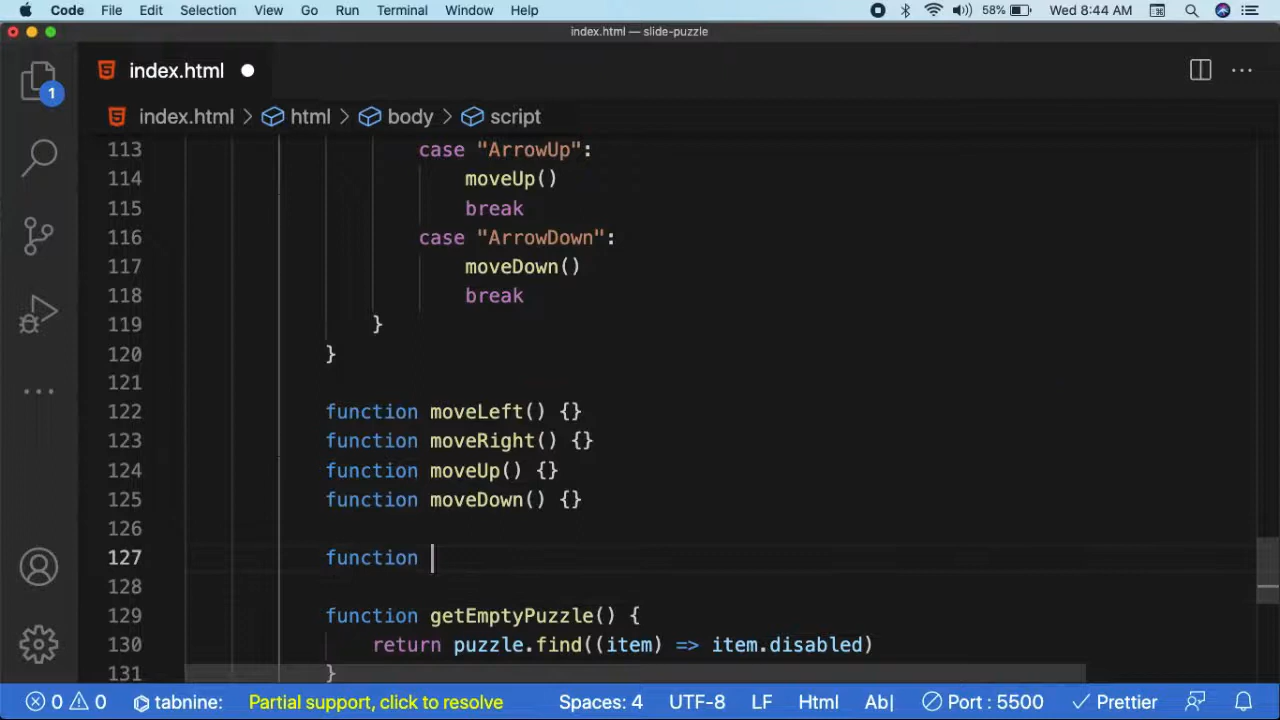 Code File Edit Selection View Go Run Terminal Window Help 58% Wed 8:44 AM
index.html — slide-puzzle
index.html
1
index.html > html > body > script
113 case "ArrowUp":
114 moveUp()
115 break
116 case "ArrowDown":
117 moveDown()
118 break
119 }
120 }
121
122 function moveLeft() {}
123 function moveRight() {}
124 function moveUp() {}
125 function moveDown() {}
126
127 function
128
129 function getEmptyPuzzle() {
130 return puzzle.find((item) => item.disabled)
131 }
0 0 tabnine: Partial support, click to resolve Spaces: 4 UTF-8 LF Html Ab| Port : 5500 Prettier